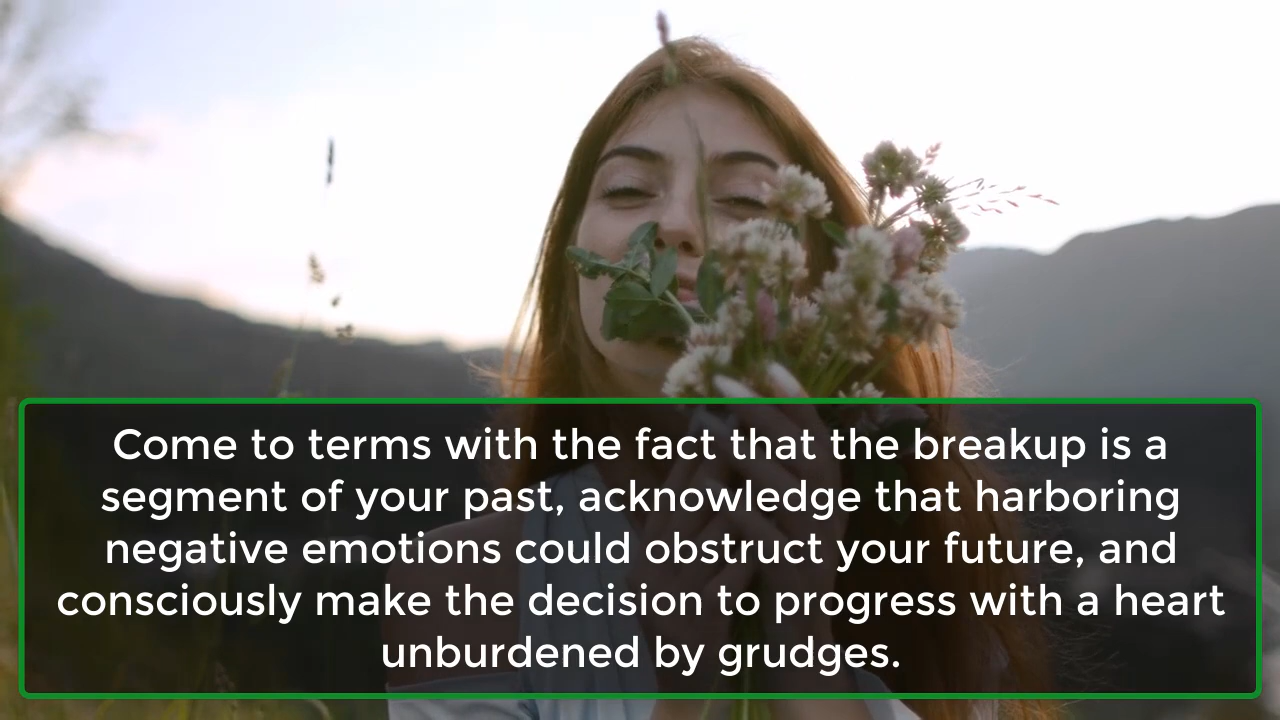 Come to terms with the fact that the breakup is a
segment of your past, acknowledge that harboring
negative emotions could obstruct your future, and
consciously make the decision to progress with a heart
unburdened by grudges.